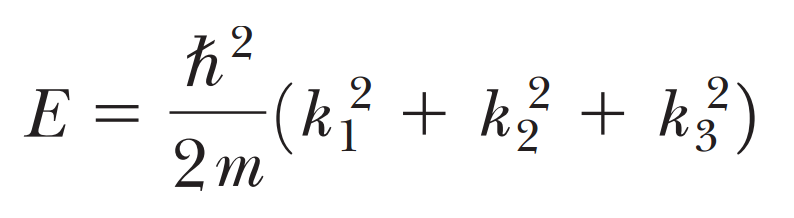 E = ℏ²/2m (k₁² + k₂² + k₃²)